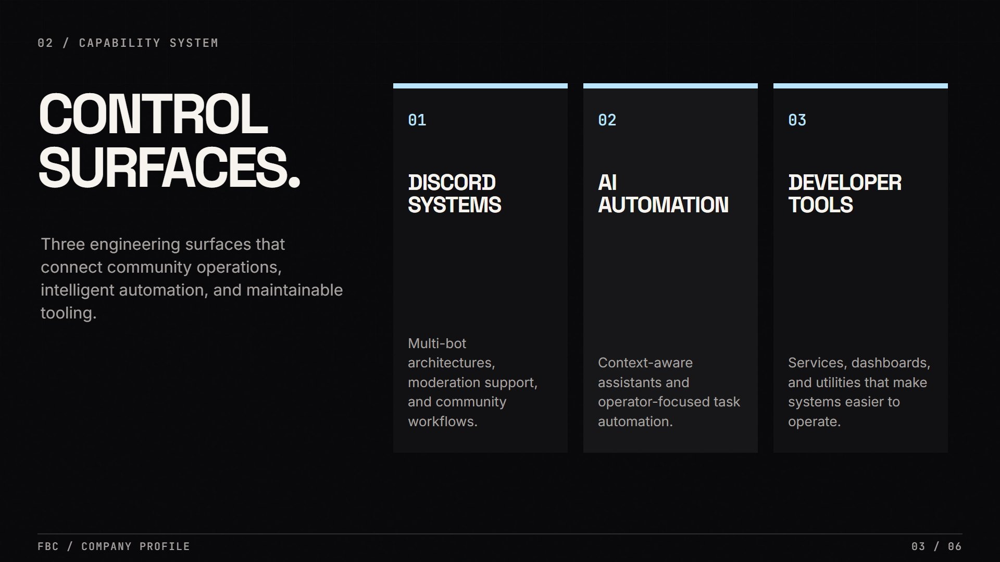 02 / CAPABILITY SYSTEM
CONTROL
SURFACES.
Three engineering surfaces that
connect community operations,
intelligent automation, and maintainable
tooling.
01
DISCORD
SYSTEMS
Multi-bot
architectures,
moderation support,
and community
workflows.
02
AI
AUTOMATION
Context-aware
assistants and
operator-focused task
automation.
03
DEVELOPER
TOOLS
Services, dashboards,
and utilities that make
systems easier to
operate.
FBC / COMPANY PROFILE
03 / 06